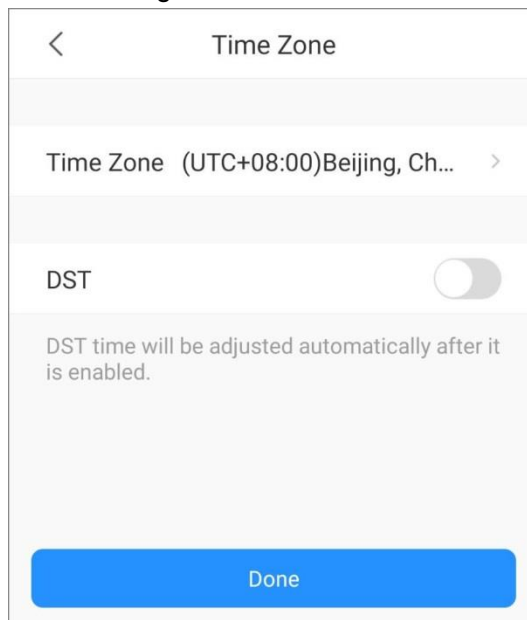 Time Zone
Time Zone (UTC+08:00)Beijing, Ch...
DST
DST time will be adjusted automatically after it
is enabled.
Done